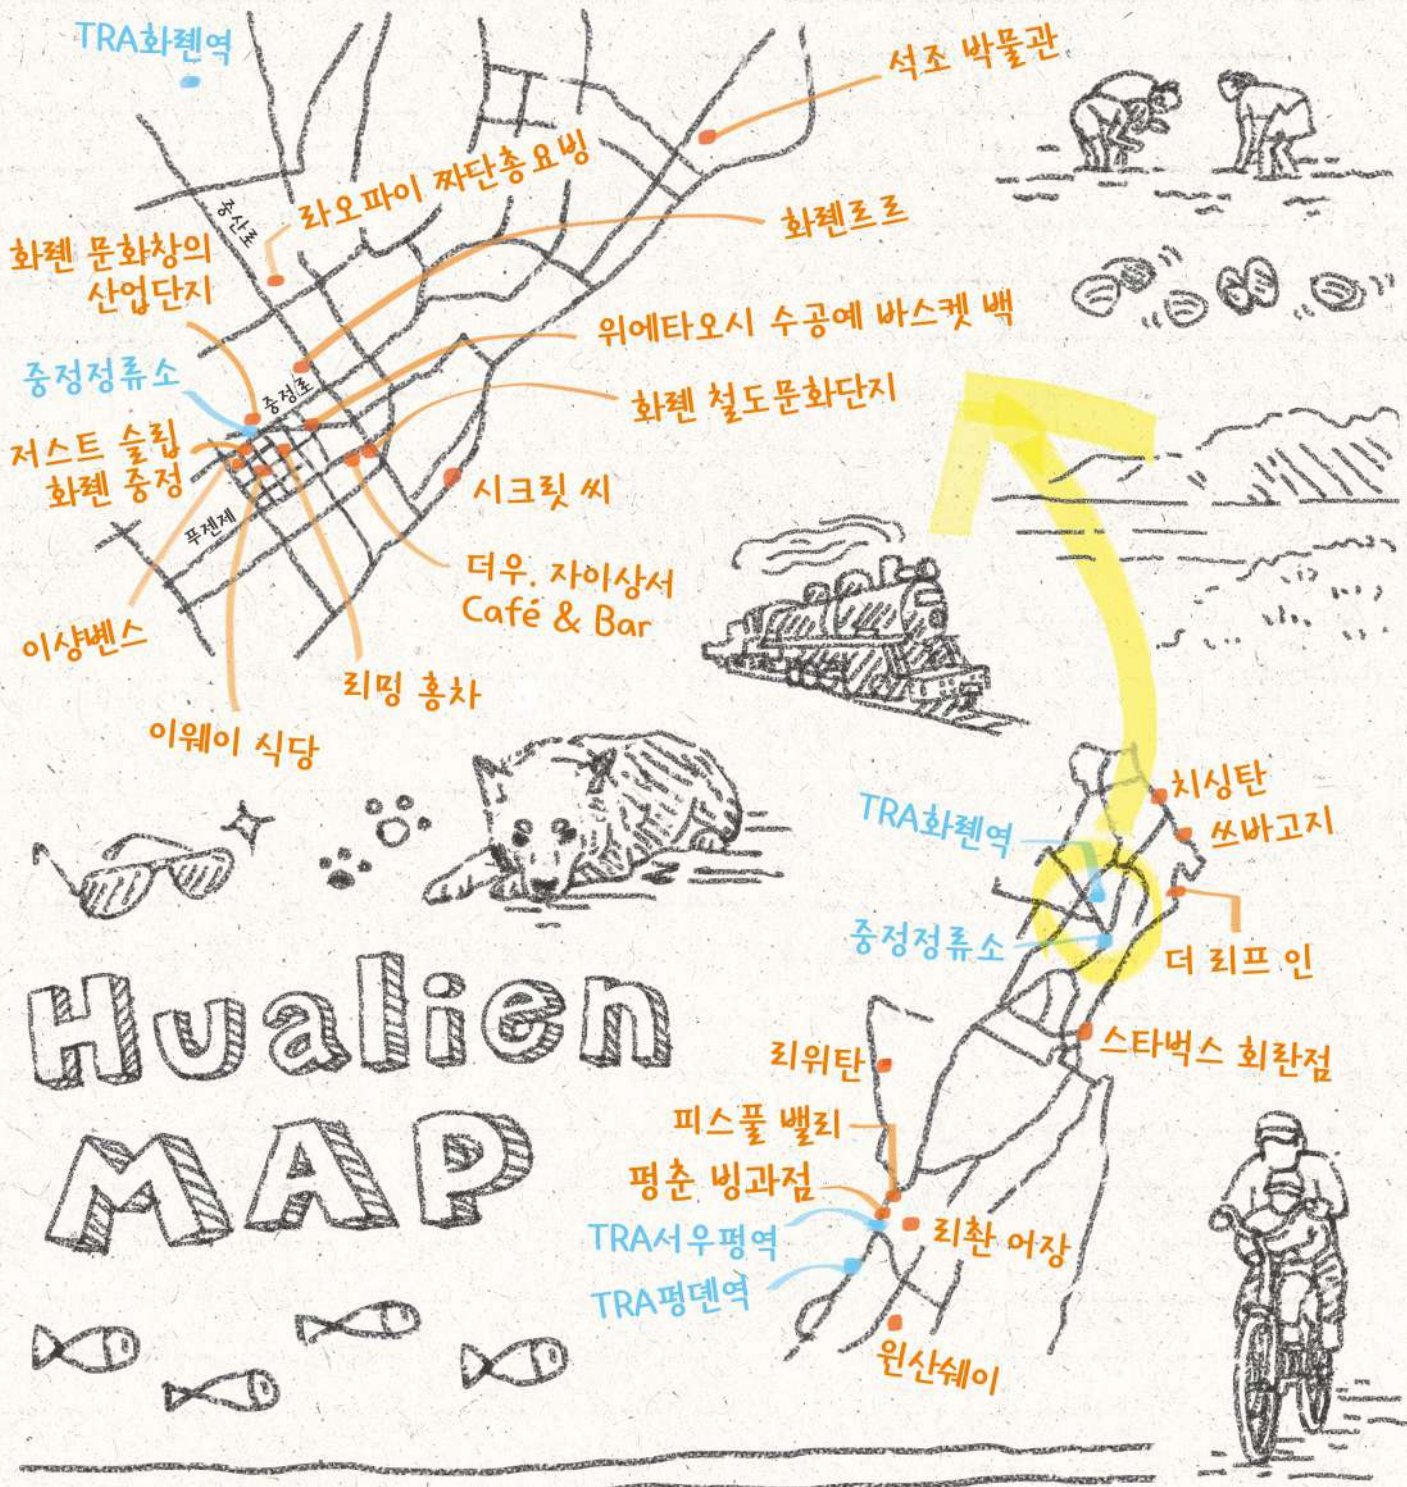 TRA화롄역
석조 박물관
라오파이 짜단총요빙
중산로
화롄르르
화롄 문화창의
산업단지
위에타오시 수공예 바스켓 백
중정정류소
중정로
화롄 철도문화단지
저스트 슬립
화롄 중정
시크릿 씨
푸젠제
더우. 자이상서
Café & Bar
이샹볜스
리밍 홍차
이웨이 식당
치싱탄
TRA화롄역
쓰바고지
중정정류소
더 리프 인
Hualien
MAP
리위탄
스타벅스 회란점
피스풀 밸리
펑춘 빙과점
TRA서우펑역
리촨 어장
TRA펑뎬역
윈산쉐이